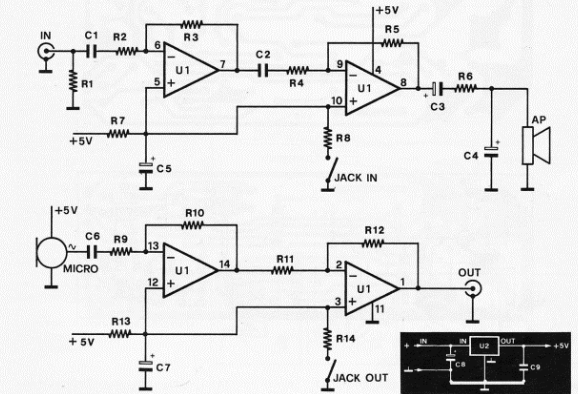 +5V
IN
C1
R2
R3
R5
6
−
7
C2
9
−
4
U1
8
R6
5
+
U1
R4
10
+
+
C3
AP
R1
R7
+5V
R8
C4
+
+
C5
JACK IN
+5V
R10
R12
C6
R9
13
−
14
R11
2
−
OUT
∿
MICRO
U1
U1
1
12
+
3
+
11
R13
+5V
R14
+
C7
JACK OUT
+ IN IN U2 OUT +5V
+
C8
C9